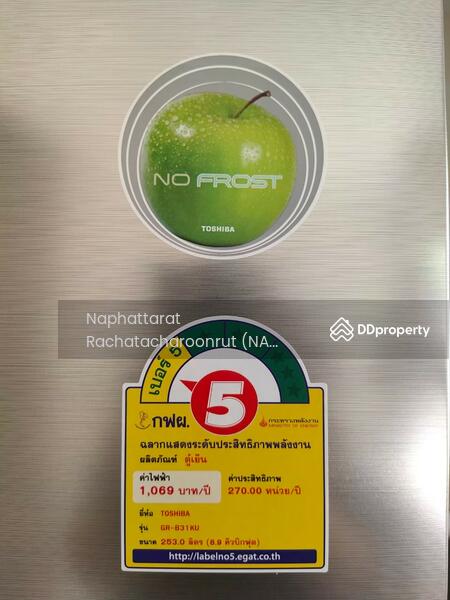 NO FROST
TOSHIBA
Naphattarat
Rachatacharoonrut (NA...
DDproperty
เบอร์ 5
5
กฟผ.
กระทรวงพลังงาน
MINISTRY OF ENERGY
ฉลากแสดงระดับประสิทธิภาพพลังงาน
ผลิตภัณฑ์ ตู้เย็น
ค่าไฟฟ้า ค่าประสิทธิภาพ
1,069 บาท/ปี 270.00 หน่วย/ปี
ยี่ห้อ TOSHIBA
รุ่น GR-B31KU
ขนาด 253.0 ลิตร (8.9 คิวบิกฟุต)
http://labelno5.egat.co.th